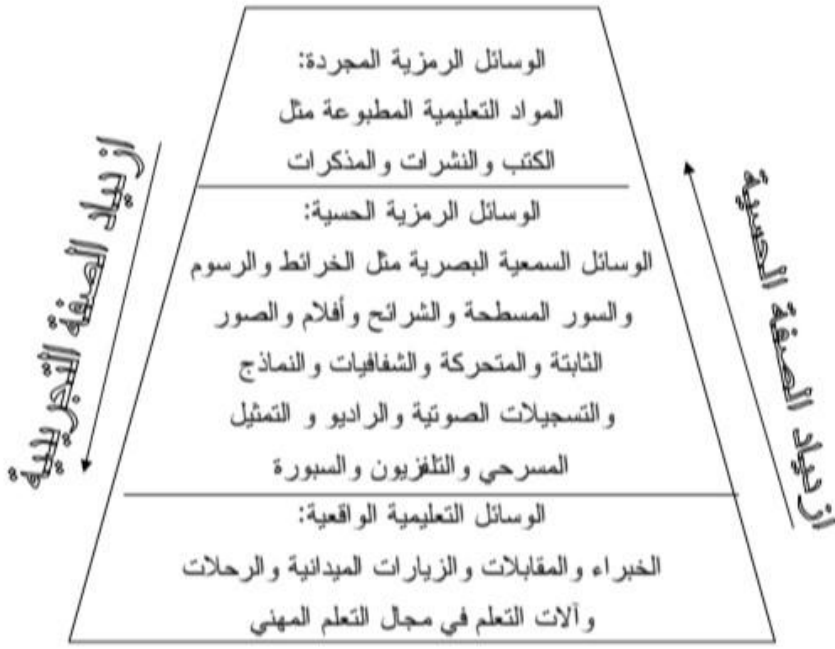 الوسائل الرمزية المجردة:
المواد التعليمية المطبوعة مثل
الكتب والنشرات والمذكرات
الوسائل الرمزية الحسية:
الوسائل السمعية البصرية مثل الخرائط والرسوم
والسور المسطحة والشرائح وأفلام والصور
الثابتة والمتحركة والشفافيات والنماذج
والتسجيلات الصوتية والراديو و التمثيل
المسرحي والتلفزيون والسبورة
الوسائل التعليمية الواقعية:
الخبراء والمقابلات والزيارات الميدانية والرحلات
وآلات التعلم في مجال التعلم المهني
ازدياد الصفة الحسية
ازدياد الصفة التجريبية